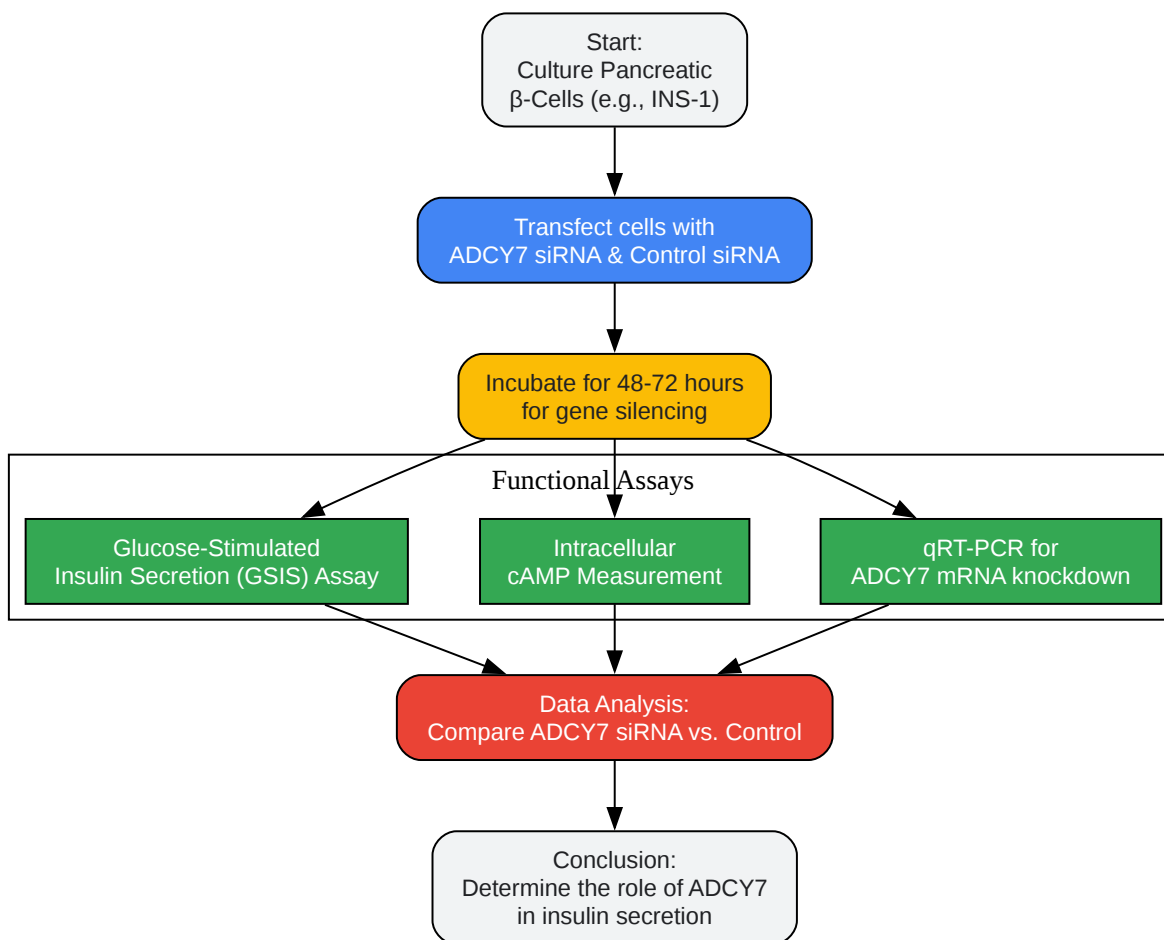 Start:
Culture Pancreatic
β-Cells (e.g., INS-1)
Transfect cells with
ADCY7 siRNA & Control siRNA
Incubate for 48-72 hours
for gene silencing
Functional Assays
Glucose-Stimulated
Insulin Secretion (GSIS) Assay
Intracellular
cAMP Measurement
qRT-PCR for
ADCY7 mRNA knockdown
Data Analysis:
Compare ADCY7 siRNA vs. Control
Conclusion:
Determine the role of ADCY7
in insulin secretion